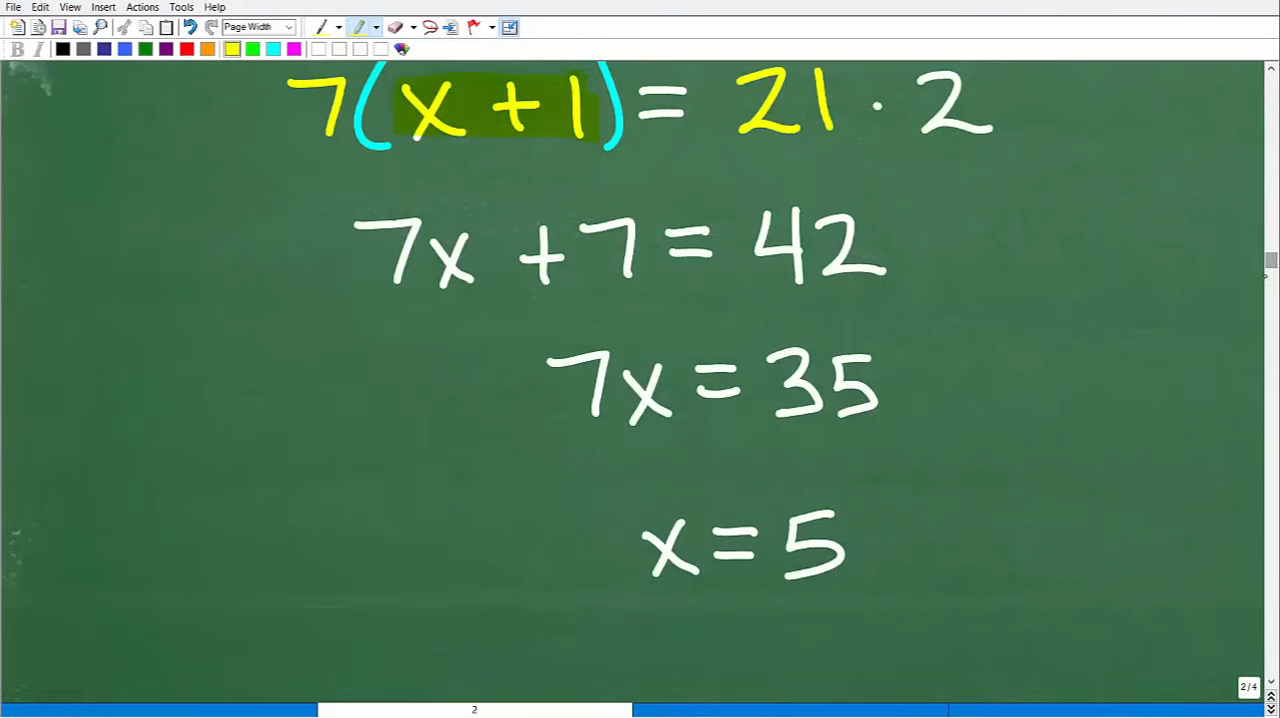 File Edit View Insert Actions Tools Help
Page Width
B I
7(x + 1) = 21 · 2
7x + 7 = 42
7x = 35
x = 5
2/4
2